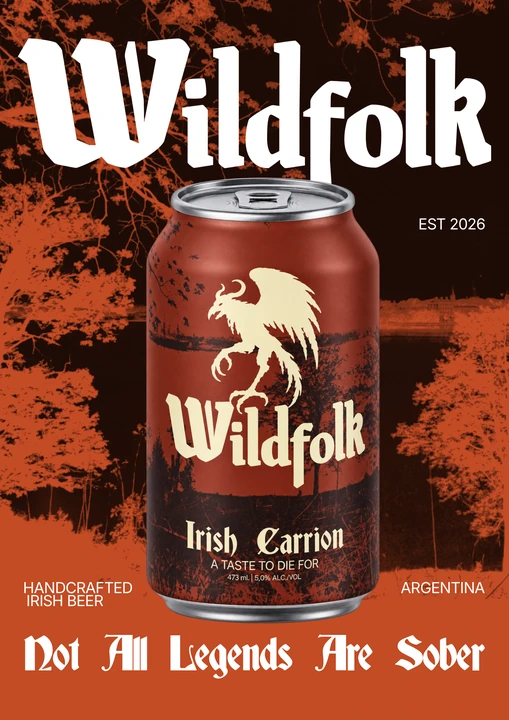 Wildfolk
EST 2026
Wildfolk
Irish Carrion
A TASTE TO DIE FOR
473 ml. | 5,0% ALC./VOL
HANDCRAFTED
IRISH BEER
ARGENTINA
Not All Legends Are Sober